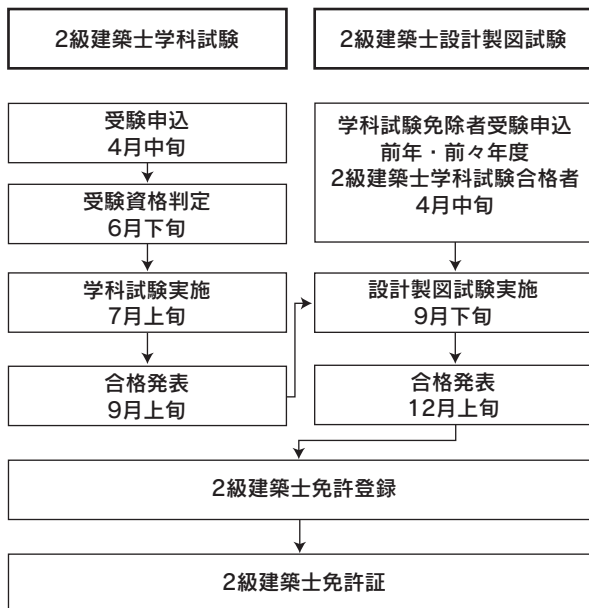 2級建築士学科試験
受験申込
4月中旬
受験資格判定
6月下旬
学科試験実施
7月上旬
合格発表
9月上旬
2級建築士設計製図試験
学科試験免除者受験申込
前年・前々年度
2級建築士学科試験合格者
4月中旬
設計製図試験実施
9月下旬
合格発表
12月上旬
2級建築士免許登録
2級建築士免許証